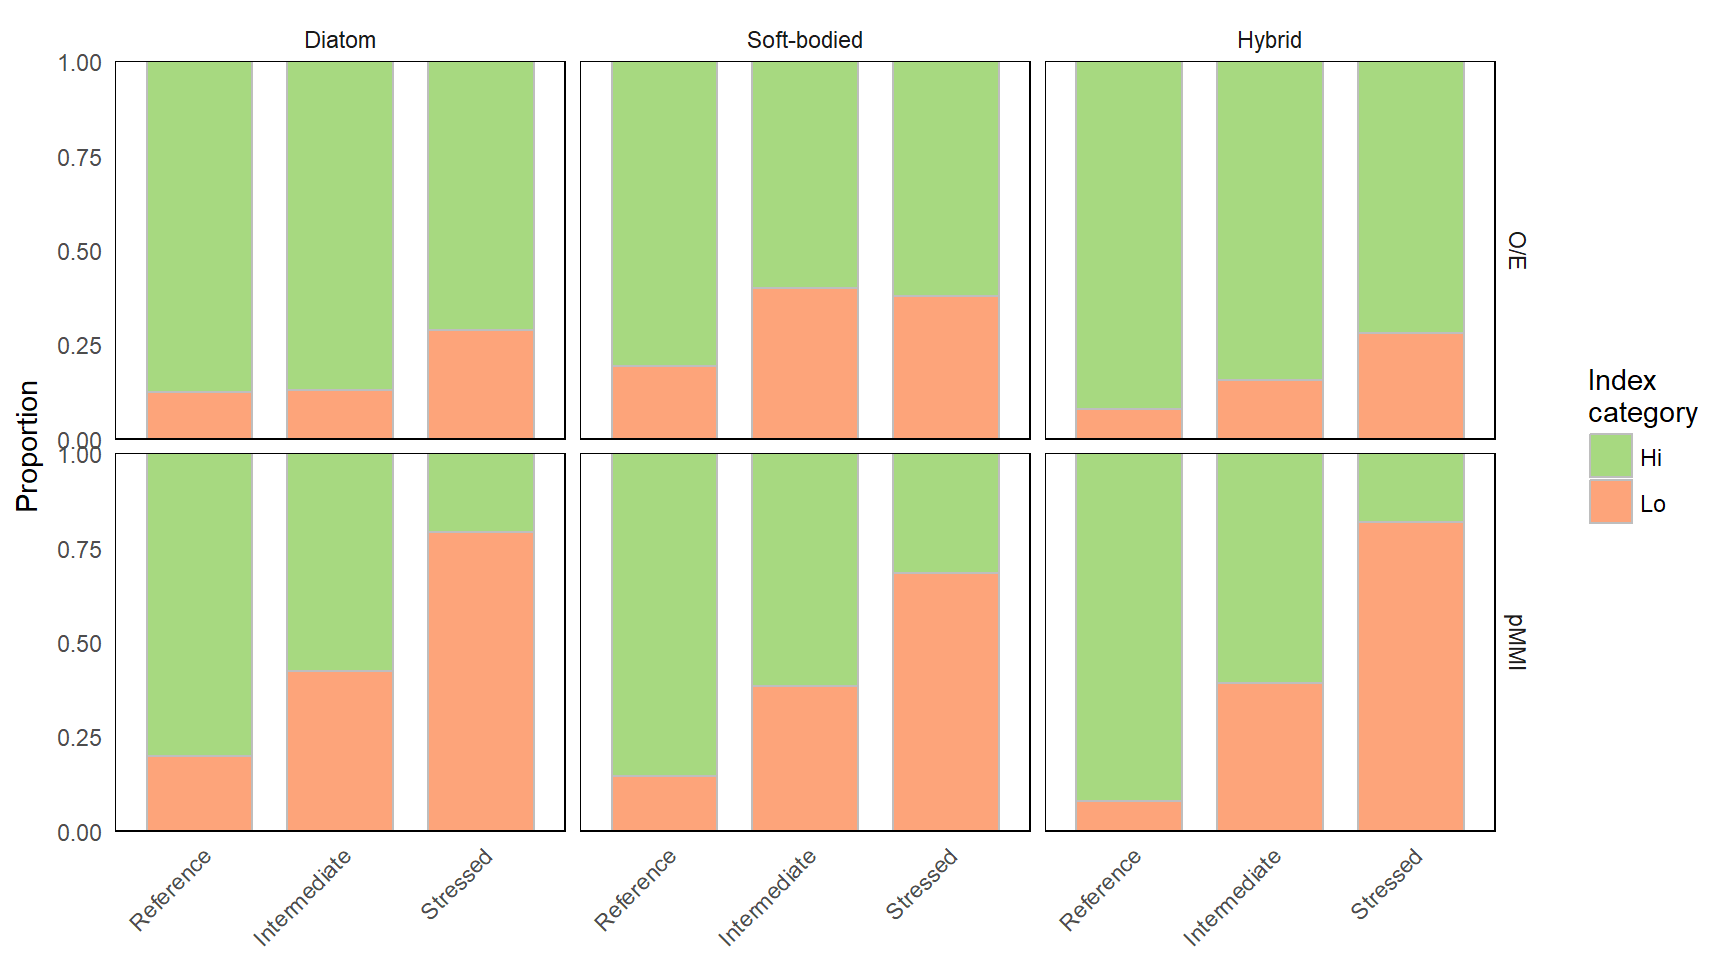 Diatom
Soft-bodied
Hybrid
Proportion
1.00
0.75
0.50
0.25
0.00
O/E
1.00
0.75
0.50
0.25
0.00
pMMI
Reference
Intermediate
Stressed
Reference
Intermediate
Stressed
Reference
Intermediate
Stressed
Index
category
Hi
Lo